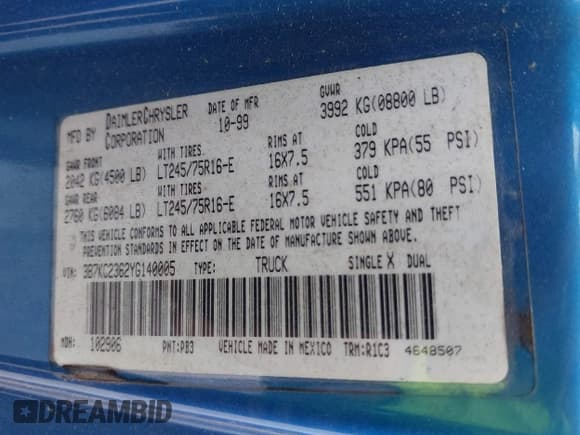 MFD BY DAIMLERCHRYSLER CORPORATION DATE OF MFR 10-99 GVWR 3992 KG(08800 LB)
GAWR FRONT WITH TIRES RIMS AT COLD
2042 KG(4500 LB) LT245/75R16-E 16X7.5 379 KPA(55 PSI)
GAWR REAR WITH TIRES RIMS AT COLD
2760 KG(6084 LB) LT245/75R16-E 16X7.5 551 KPA(80 PSI)
THIS VEHICLE CONFORMS TO ALL APPLICABLE FEDERAL MOTOR VEHICLE SAFETY AND THEFT
PREVENTION STANDARDS IN EFFECT ON THE DATE OF MANUFACTURE SHOWN ABOVE.
VIN: 3B7KC2362YG140005 TYPE: TRUCK SINGLE X DUAL
MDH: 102906 PNT:PB3 VEHICLE MADE IN MEXICO TRM:R1C3 4648507
DREAMBID